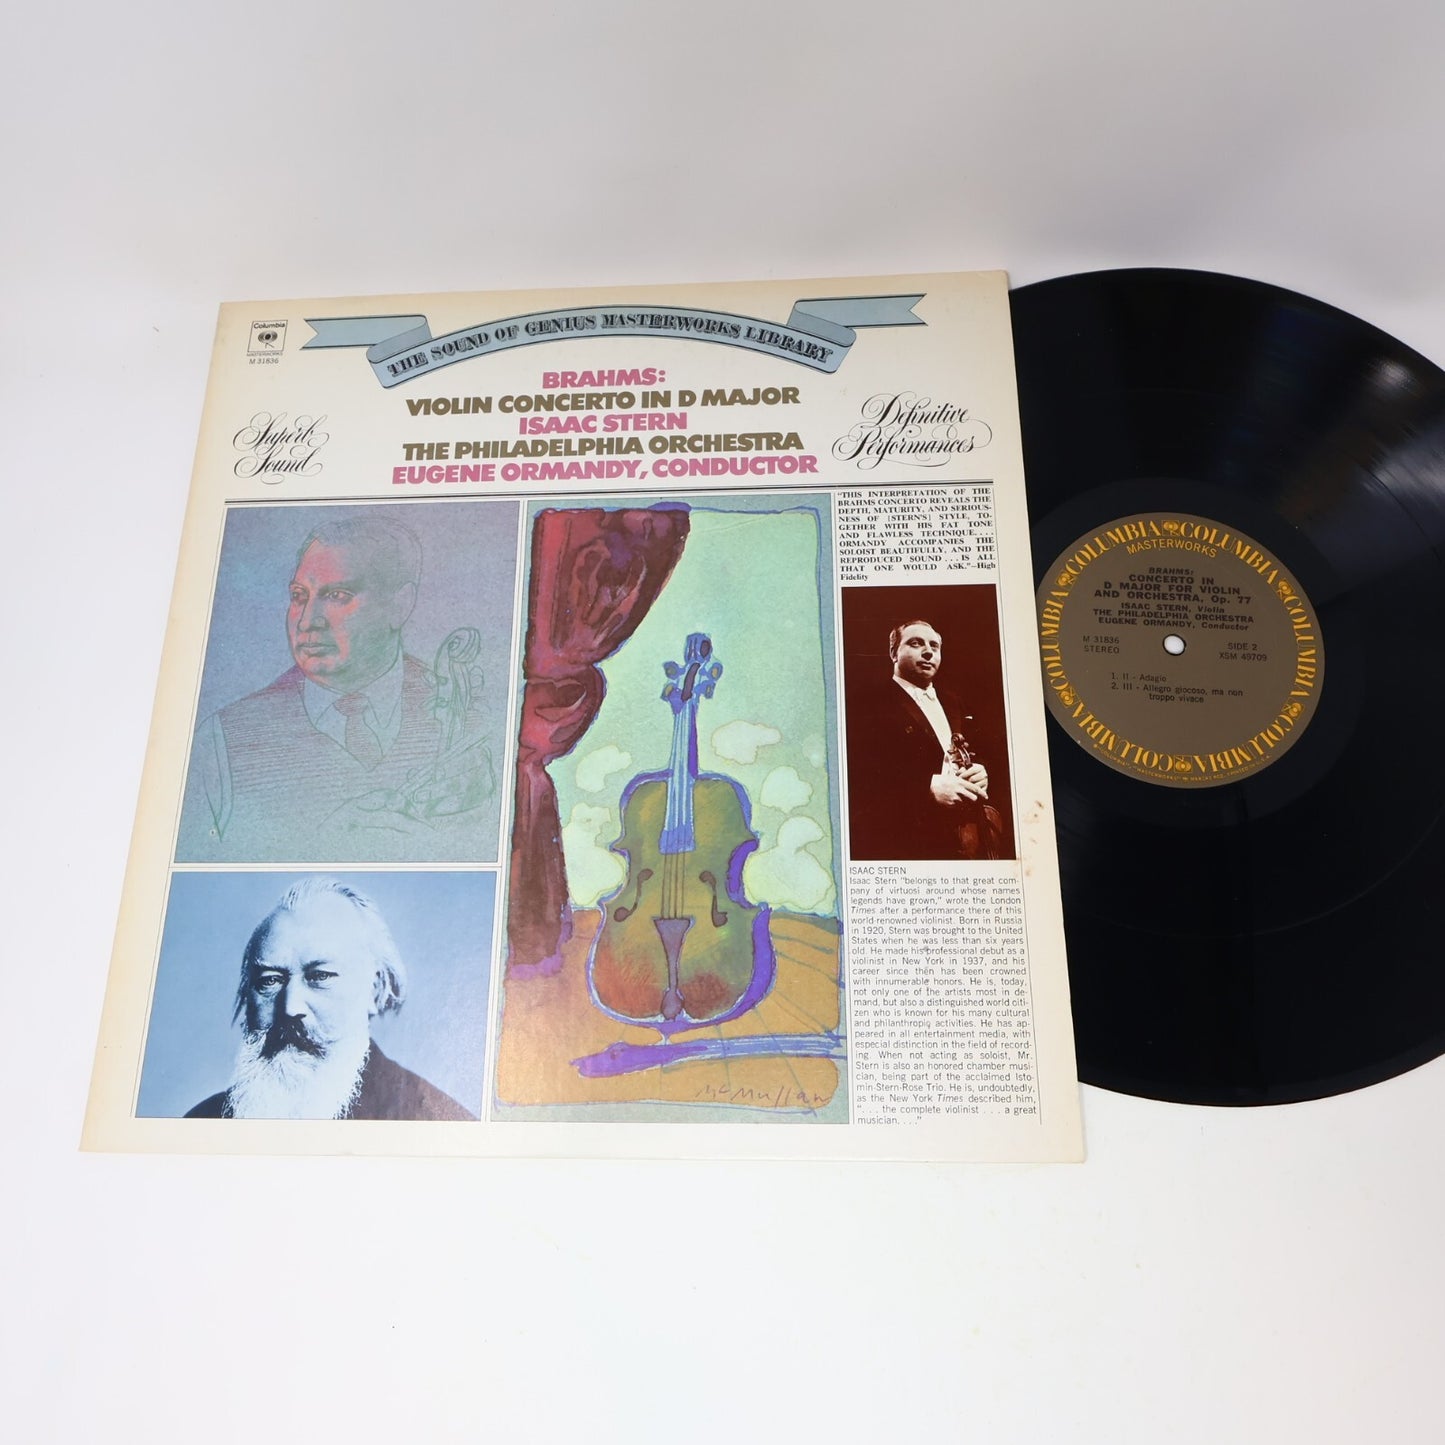 Columbia
MASTERWORKS
M 31836
THE SOUND OF GENIUS MASTERWORKS LIBRARY
BRAHMS:
VIOLIN CONCERTO IN D MAJOR
ISAAC STERN
THE PHILADELPHIA ORCHESTRA
EUGENE ORMANDY, CONDUCTOR
Superb
Sound
Definitive
Performances
"THIS INTERPRETATION OF THE
BRAHMS CONCERTO REVEALS THE
DEPTH, MATURITY, AND SERIOUS-
NESS OF [STERN'S] STYLE, TO-
GETHER WITH HIS FAT TONE
AND FLAWLESS TECHNIQUE....
ORMANDY ACCOMPANIES THE
SOLOIST BEAUTIFULLY, AND THE
REPRODUCED SOUND...IS ALL
THAT ONE WOULD ASK."—High
Fidelity
McMullan
ISAAC STERN
Isaac Stern "belongs to that great com-
pany of virtuosi around whose names
legends have grown," wrote the London
Times after a performance there of this
world-renowned violinist. Born in Russia
in 1920, Stern was brought to the United
States when he was less than six years
old. He made his professional debut as a
violinist in New York in 1937, and his
career since then has been crowned
with innumerable honors. He is, today,
not only one of the artists most in de-
mand, but also a distinguished world citi-
zen who is known for his many cultural
and philanthropic activities. He has ap-
peared in all entertainment media, with
especial distinction in the field of record-
ing. When not acting as soloist, Mr.
Stern is also an honored chamber musi-
cian, being part of the acclaimed Isto-
min-Stern-Rose Trio. He is, undoubtedly,
as the New York Times described him,
"...the complete violinist...a great
musician...."
COLUMBIA COLUMBIA COLUMBIA COLUMBIA COLUMBIA COLUMBIA
MASTERWORKS
BRAHMS:
CONCERTO IN
D MAJOR FOR VIOLIN
AND ORCHESTRA, Op. 77
ISAAC STERN, Violin
THE PHILADELPHIA ORCHESTRA
EUGENE ORMANDY, Conductor
M 31836
STEREO
SIDE 2
XSM 49709
1. II - Adagio
2. III - Allegro giocoso, ma non
troppo vivace
"COLUMBIA", "MASTERWORKS", MARCAS REG. PRINTED IN U.S.A.